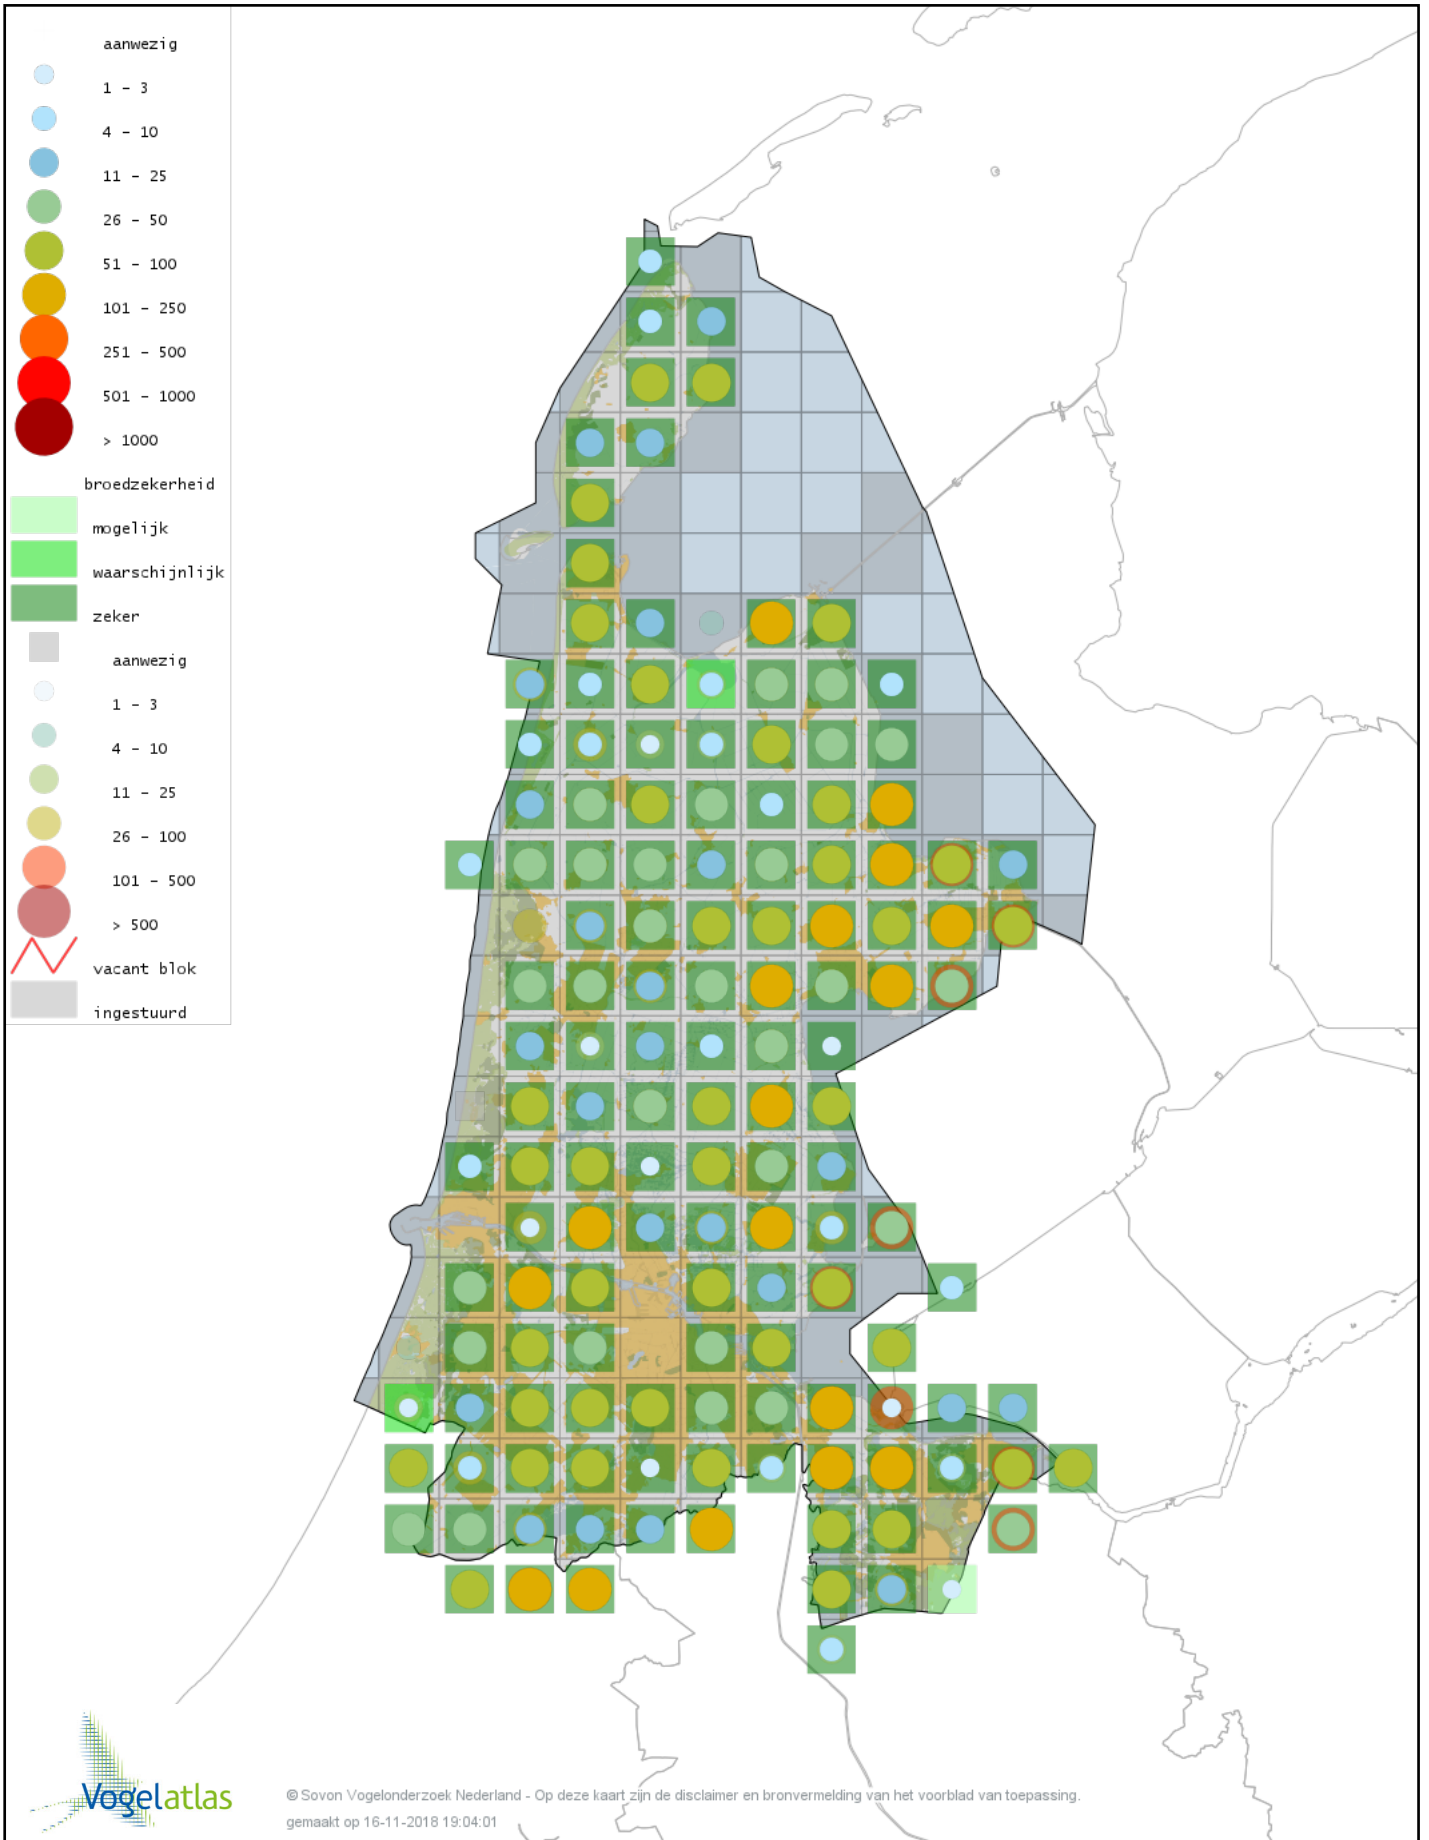 aanwezig
1 - 3
4 - 10
11 - 25
26 - 50
51 - 100
101 - 250
251 - 500
501 - 1000
> 1000
broedzekerheid
mogelijk
waarschijnlijk
zeker
aanwezig
1 - 3
4 - 10
11 - 25
26 - 100
101 - 500
> 500
vacant blok
ingestuurd
Vogelatlas
© Sovon Vogelonderzoek Nederland - Op deze kaart zijn de disclaimer en bronvermelding van het voorblad van toepassing.
gemaakt op 16-11-2018 19:04:01